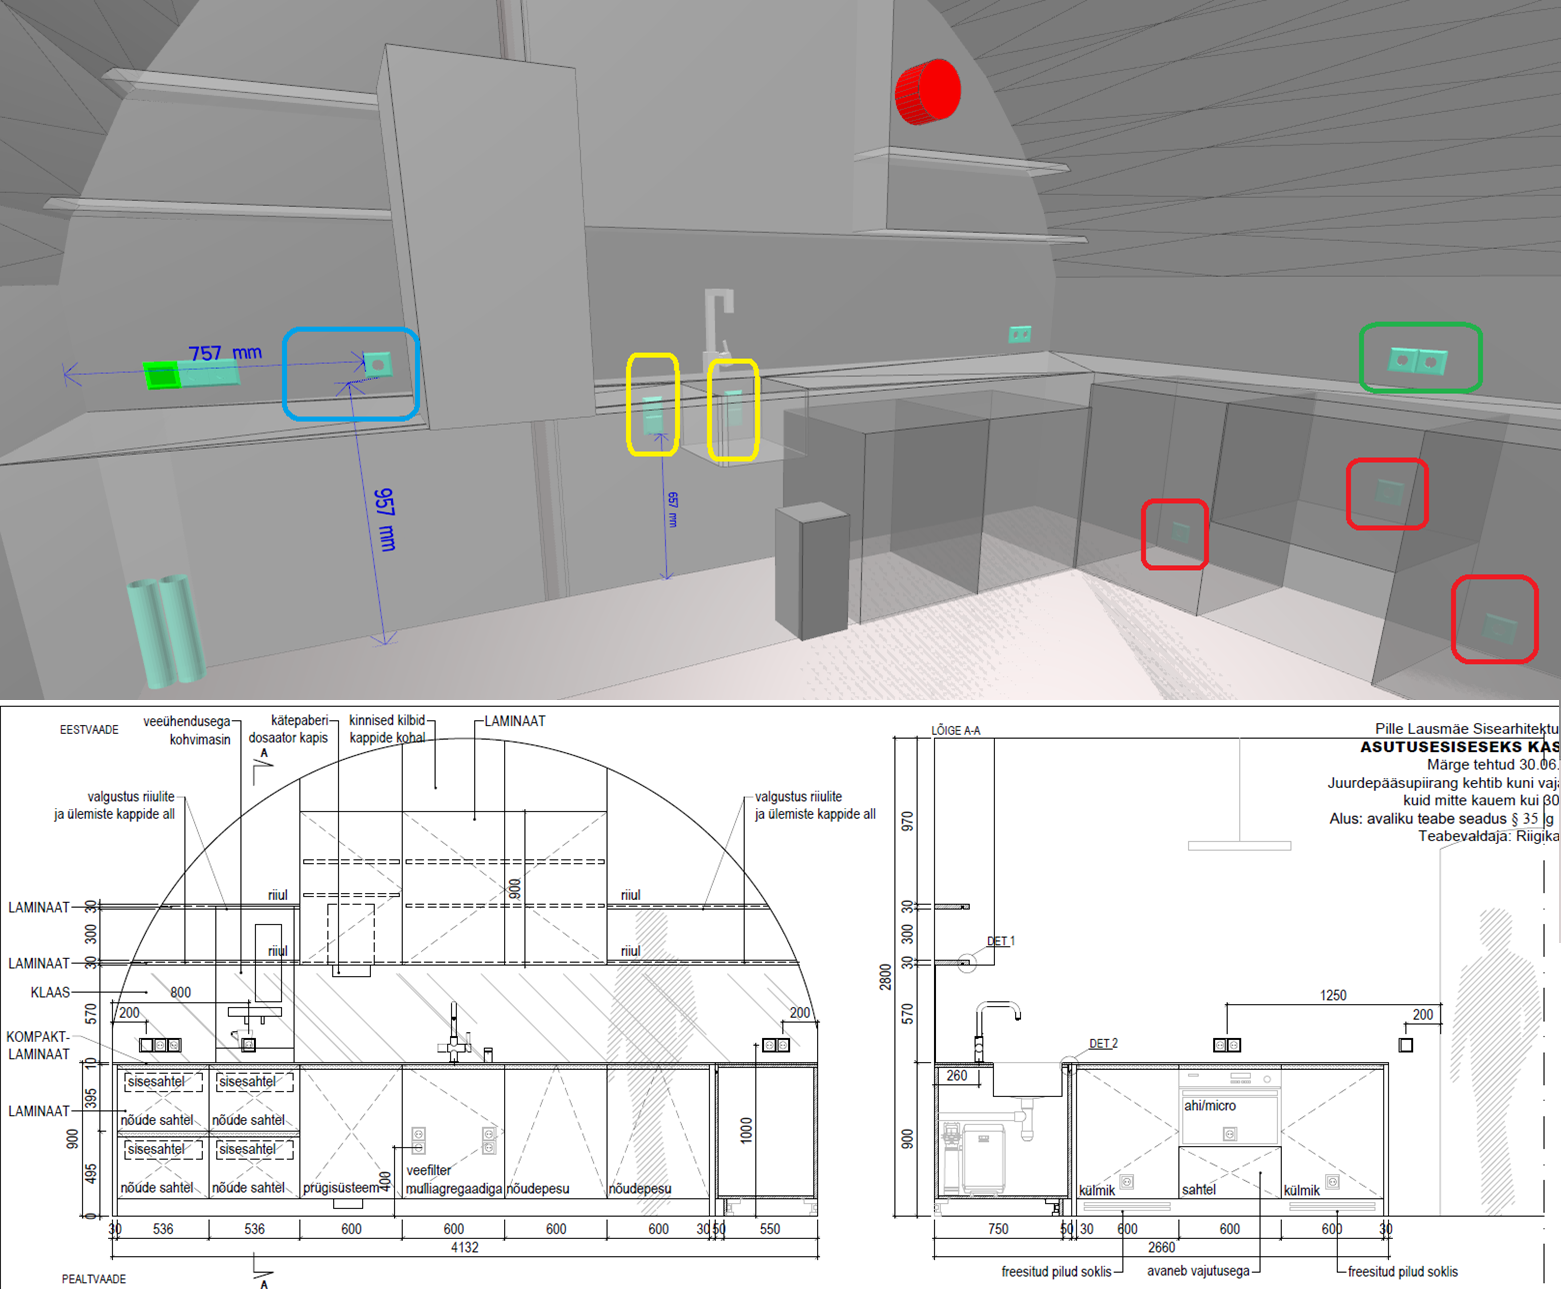 757 mm
957 mm
657 mm
EESTVAADE
veeühendusega
kohvimasin
kätepaberi
dosaator kapis
kinnised kilbid
kappide kohal
LAMINAAT
A
valgustus riiulite
ja ülemiste kappide all
valgustus riiulite
ja ülemiste kappide all
LAMINAAT
LAMINAAT
KLAAS
KOMPAKT-
LAMINAAT
LAMINAAT
30
300
30
570
10
395
495
900
0
riiul
riiul
riiul
riiul
900
800
200
200
sisesahtel
sisesahtel
nõude sahtel
nõude sahtel
sisesahtel
sisesahtel
nõude sahtel
nõude sahtel
prügisüsteem
400
veefilter
mulliagregaadiga
nõudepesu
nõudepesu
1000
30
536
536
600
600
600
600
30
50
550
4132
A
PEALTVAADE
LÕIGE A-A
Pille Lausmäe Sisearhitektu
ASUTUSESISESEKS KAS
Märge tehtud 30.06.
Juurdepääsupiirang kehtib kuni vaja
kuid mitte kauem kui 30
Alus: avaliku teabe seadus § 35 lg
Teabevaldaja: Riigika
970
30
300
30
570
2800
900
DET 1
DET 2
1250
200
260
ahi/micro
külmik
sahtel
külmik
750
50
30
600
600
600
30
2660
freesitud pilud soklis
avaneb vajutusega
freesitud pilud soklis